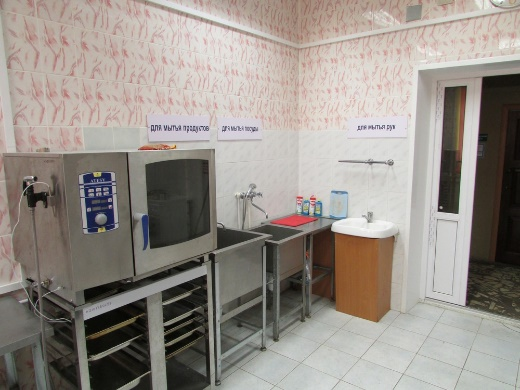 для мытья продуктов
для мытья посуды
для мытья рук